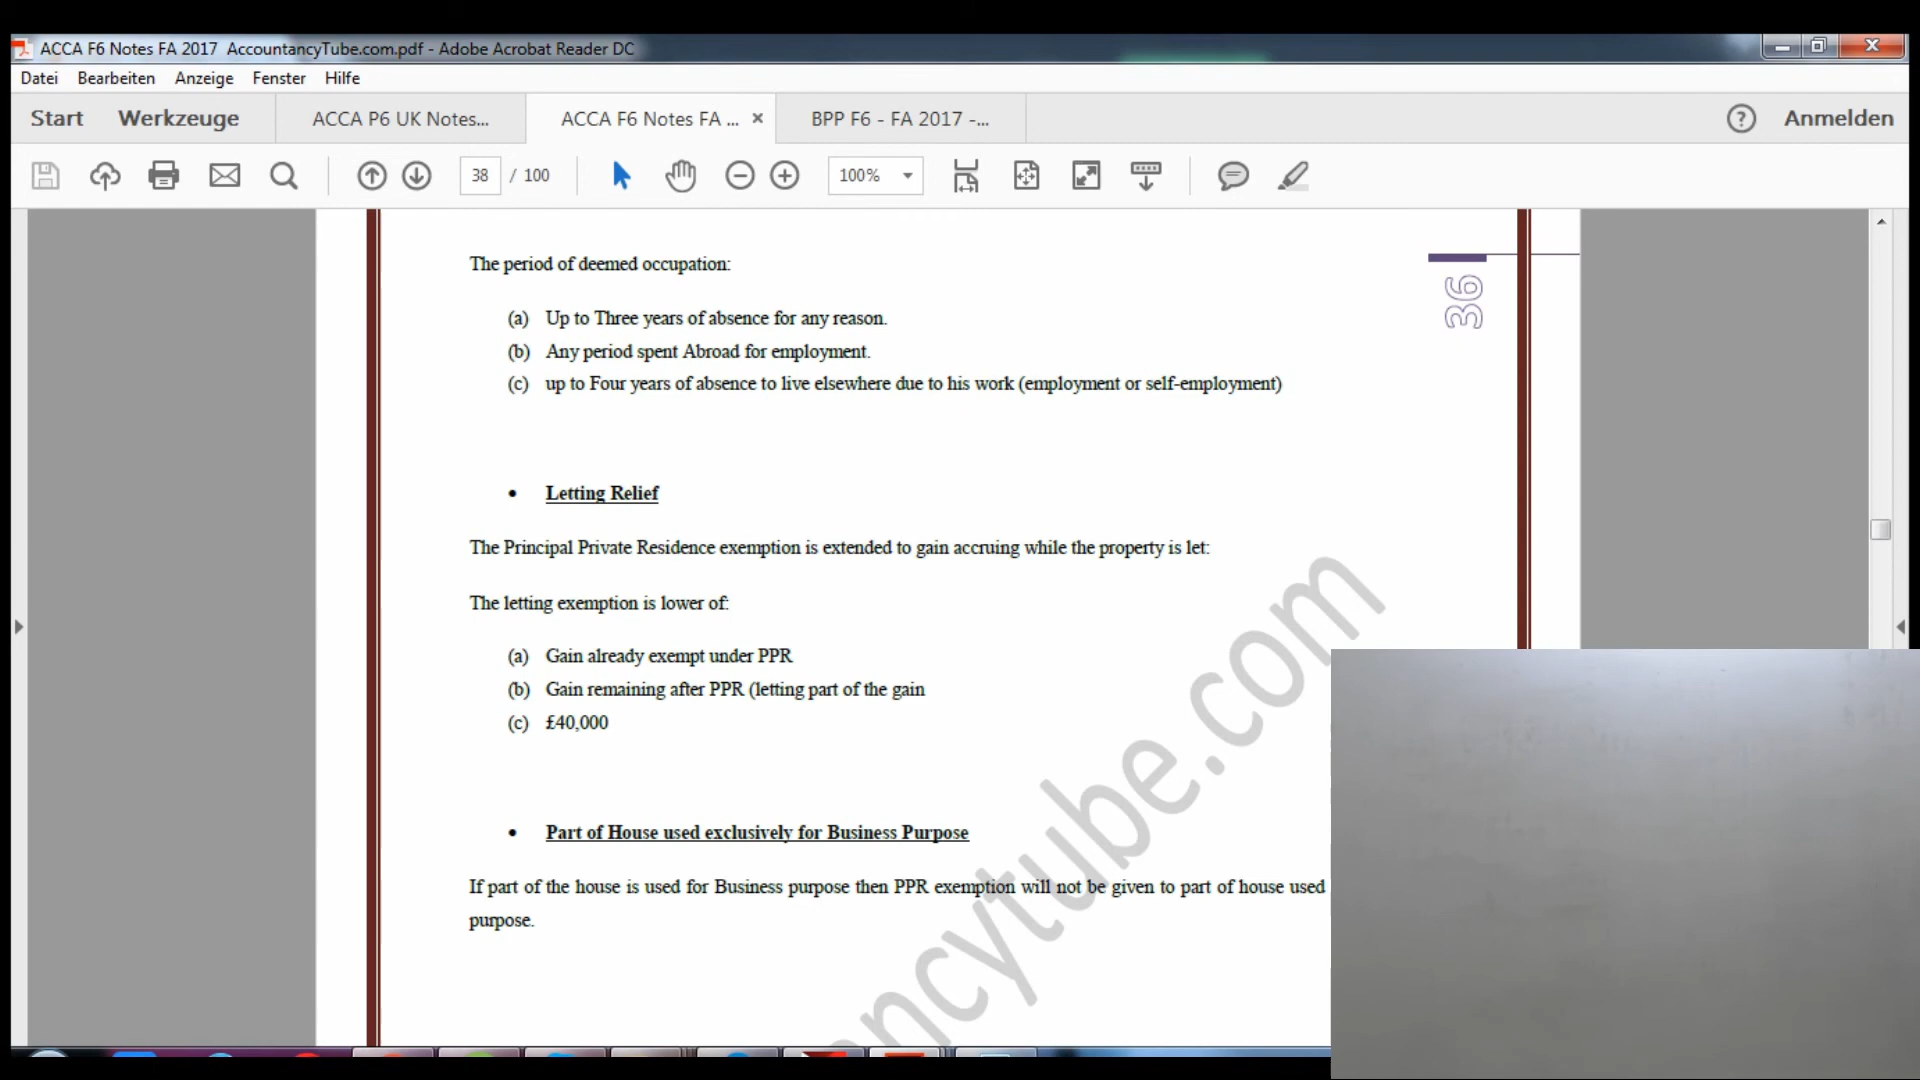 ACCA F6 Notes FA 2017 AccountancyTube.com.pdf - Adobe Acrobat Reader DC
Datei Bearbeiten Anzeige Fenster Hilfe
Start Werkzeuge ACCA P6 UK Notes... ACCA F6 Notes FA ... × BPP F6 - FA 2017 -... ? Anmelden
38 / 100 100%
36
The period of deemed occupation:
(a) Up to Three years of absence for any reason.
(b) Any period spent Abroad for employment.
(c) up to Four years of absence to live elsewhere due to his work (employment or self-employment)
• Letting Relief
The Principal Private Residence exemption is extended to gain accruing while the property is let:
The letting exemption is lower of:
(a) Gain already exempt under PPR
(b) Gain remaining after PPR (letting part of the gain
(c) £40,000
• Part of House used exclusively for Business Purpose
If part of the house is used for Business purpose then PPR exemption will not be given to part of house used
purpose.
ncytube.com